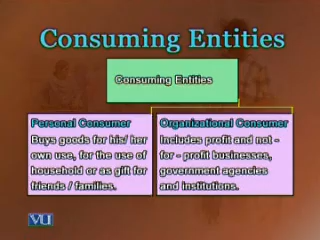 Consuming Entities
Consuming Entities
Personal Consumer
Buys goods for his/ her
own use, for the use of
household or as gift for
friends / families.
Organizational Consumer
Includes profit and not -
for - profit businesses,
government agencies
and institutions.
VU